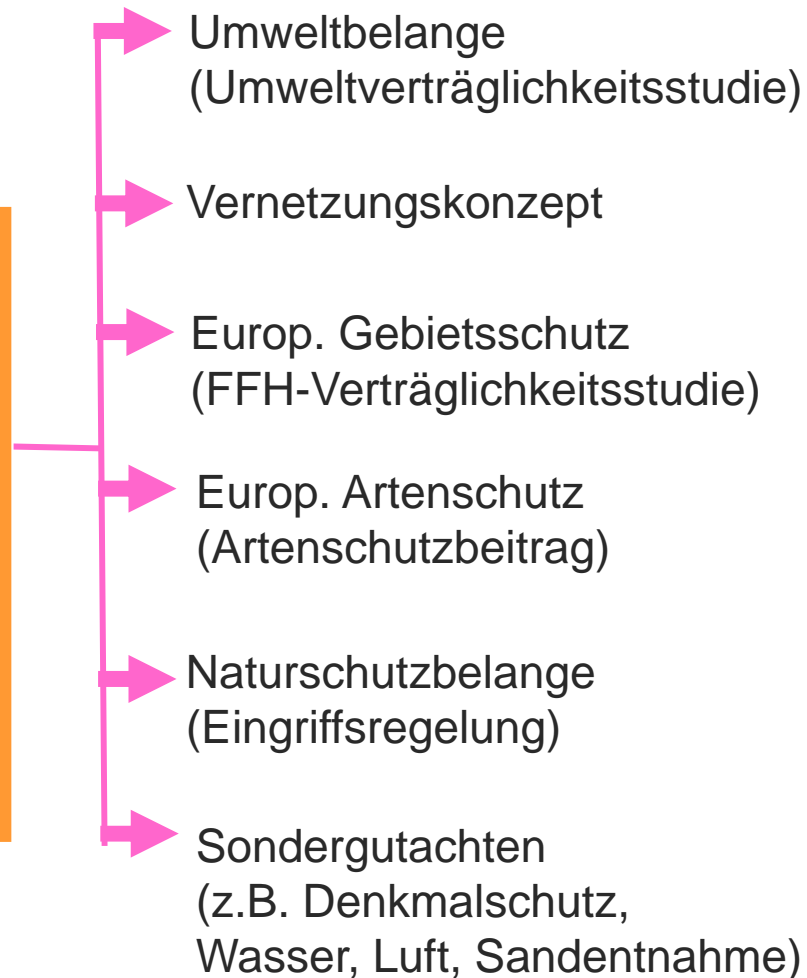 Umweltbelange
(Umweltverträglichkeitsstudie)
Vernetzungskonzept
Europ. Gebietsschutz
(FFH-Verträglichkeitsstudie)
Europ. Artenschutz
(Artenschutzbeitrag)
Naturschutzbelange
(Eingriffsregelung)
Sondergutachten
(z.B. Denkmalschutz,
Wasser, Luft, Sandentnahme)